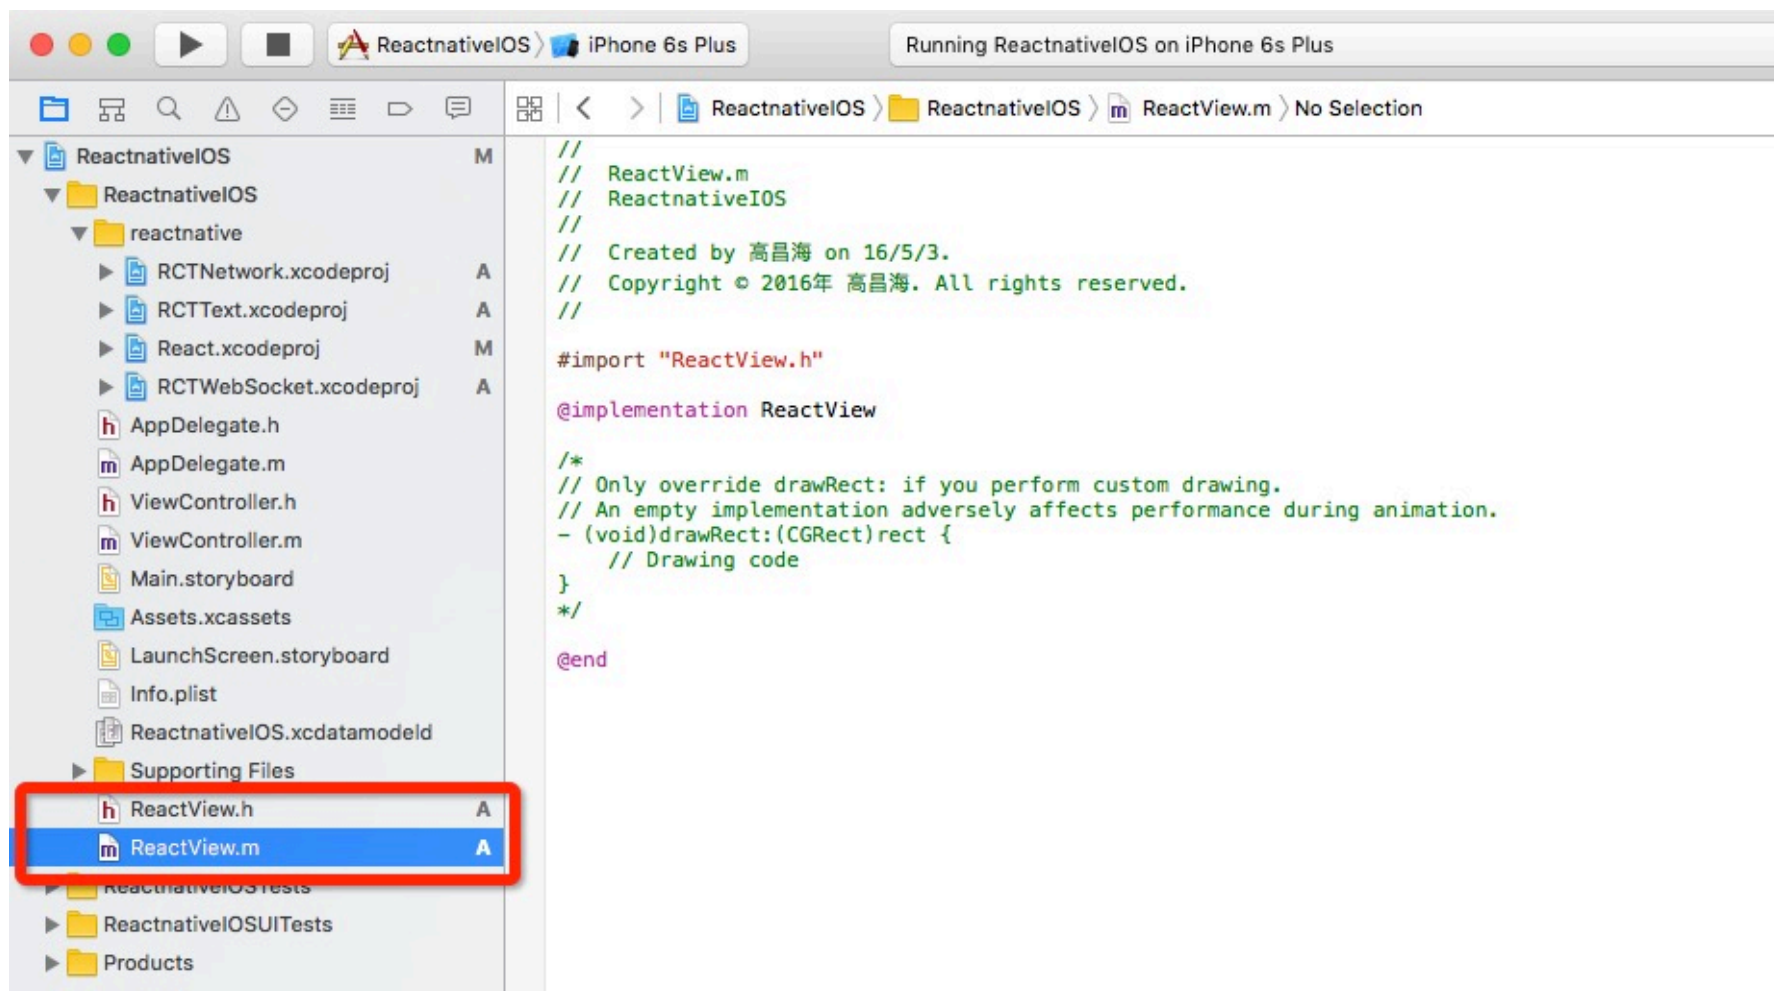 ReactnativeIOS 〉 iPhone 6s Plus
Running ReactnativeIOS on iPhone 6s Plus
ReactnativeIOS 〉 ReactnativeIOS 〉 ReactView.m 〉 No Selection
ReactnativeIOS M
ReactnativeIOS
reactnative
RCTNetwork.xcodeproj A
RCTText.xcodeproj A
React.xcodeproj M
RCTWebSocket.xcodeproj A
h AppDelegate.h
m AppDelegate.m
h ViewController.h
m ViewController.m
Main.storyboard
Assets.xcassets
LaunchScreen.storyboard
Info.plist
ReactnativeIOS.xcdatamodeld
Supporting Files
h ReactView.h A
m ReactView.m A
ReactnativeIOSTests
ReactnativeIOSUITests
Products
//
//  ReactView.m
//  ReactnativeIOS
//
//  Created by 高昌海 on 16/5/3.
//  Copyright © 2016年 高昌海. All rights reserved.
//
#import "ReactView.h"
@implementation ReactView
/*
// Only override drawRect: if you perform custom drawing.
// An empty implementation adversely affects performance during animation.
- (void)drawRect:(CGRect)rect {
    // Drawing code
}
*/
@end